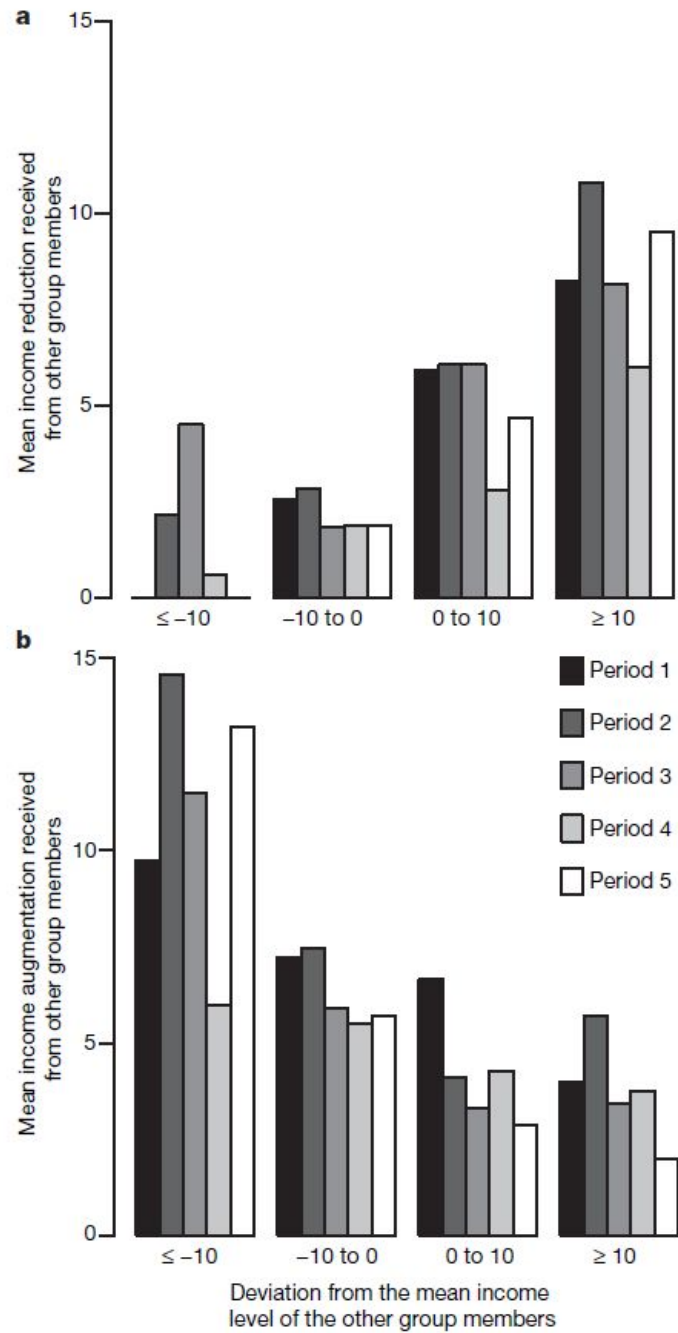 a
15
10
5
0
Mean income reduction received
from other group members
≤ –10
–10 to 0
0 to 10
≥ 10
b
15
10
5
0
Mean income augmentation received
from other group members
Period 1
Period 2
Period 3
Period 4
Period 5
≤ –10
–10 to 0
0 to 10
≥ 10
Deviation from the mean income
level of the other group members